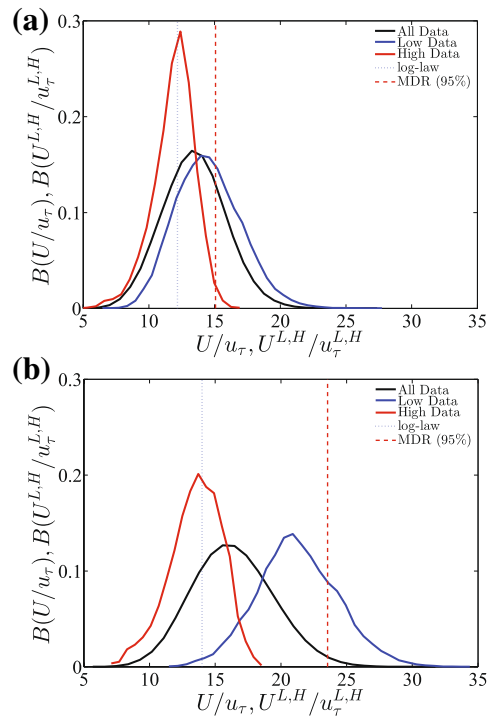 (a)
0.3
0.2
0.1
0
B(U/u_τ), B(U^{L,H}/u_τ^{L,H})
All Data
Low Data
High Data
log-law
MDR (95%)
5 10 15 20 25 30 35
U/u_τ, U^{L,H}/u_τ^{L,H}
(b)
0.3
0.2
0.1
0
B(U/u_τ), B(U^{L,H}/u_τ^{L,H})
All Data
Low Data
High Data
log-law
MDR (95%)
5 10 15 20 25 30 35
U/u_τ, U^{L,H}/u_τ^{L,H}